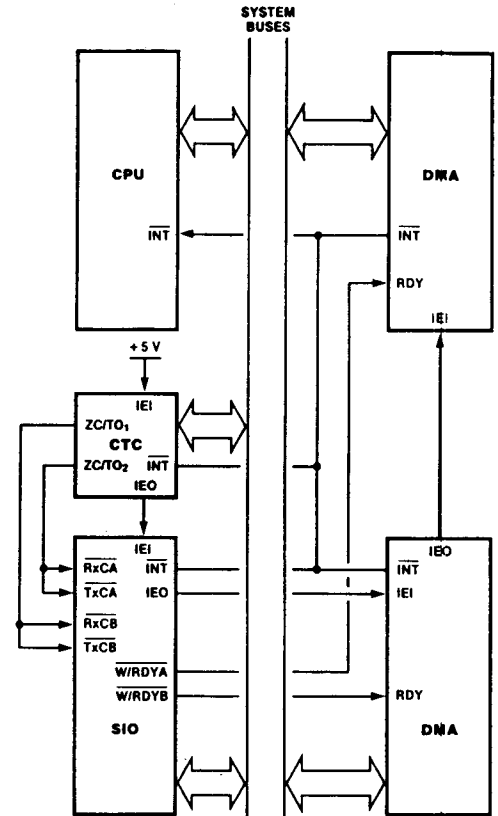 SYSTEM
BUSES
CPU
INT
DMA
INT
RDY
IEI
+5 V
IEI
ZC/TO₁
CTC
ZC/TO₂ INT
IEO
IEI
RxCA INT
TxCA IEO
RxCB
TxCB
W/RDYA
W/RDYB
SIO
IEO
INT
IEI
RDY
DMA